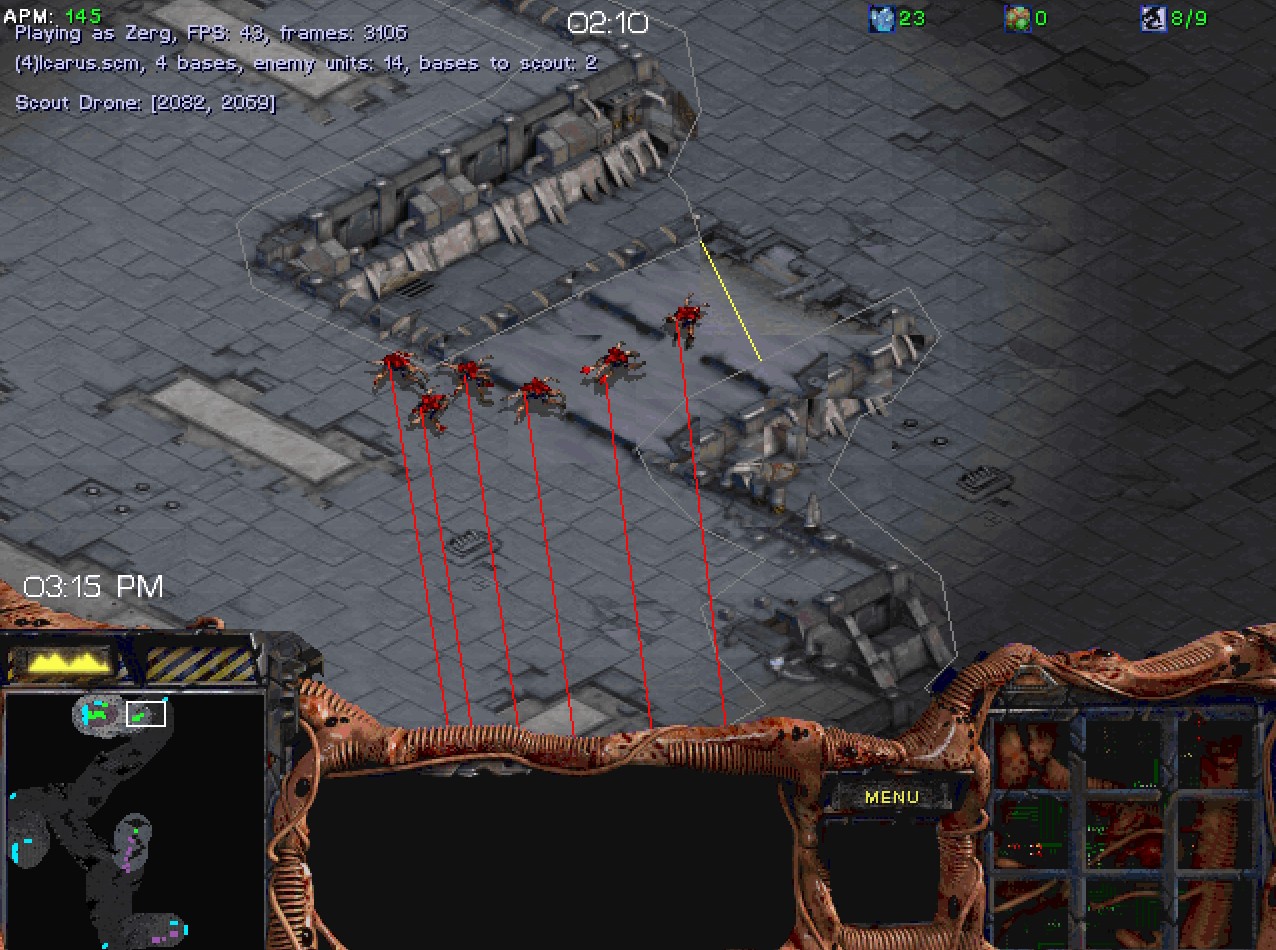 APM: 145
02:10
23
0
8/9
Playing as Zerg, FPS: 43, frames: 3106
(4)Icarus.scm, 4 bases, enemy units: 14, bases to scout: 2
Scout Drone: [2082, 2069]
03:15 PM
MENU